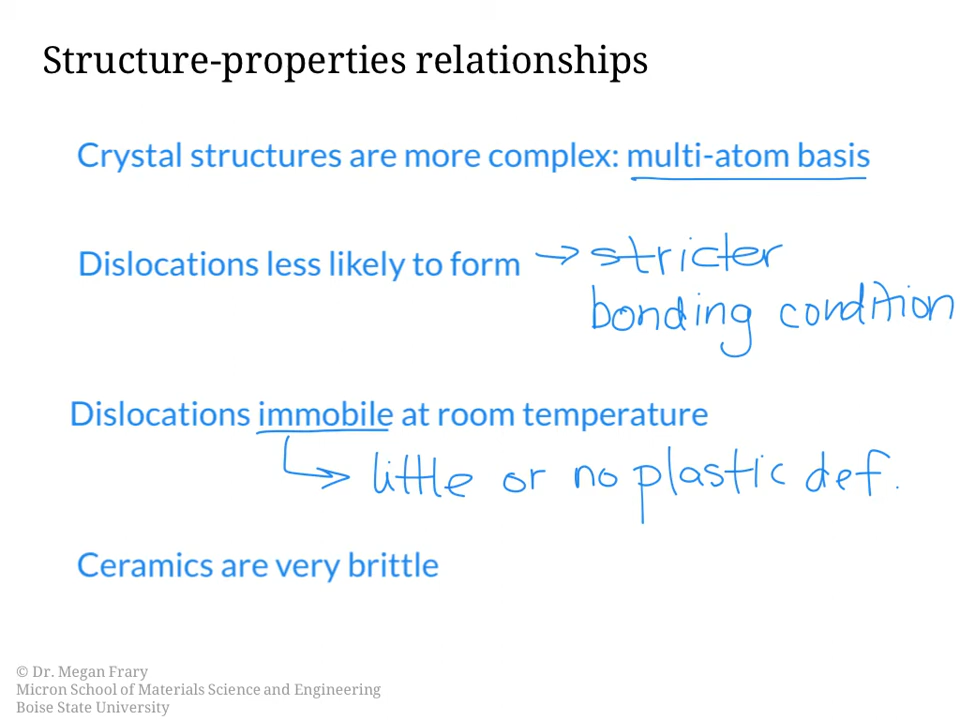 Structure-properties relationships
Crystal structures are more complex: multi-atom basis
Dislocations less likely to form → stricter
bonding condition
Dislocations immobile at room temperature
↳ little or no plastic def.
Ceramics are very brittle
© Dr. Megan Frary
Micron School of Materials Science and Engineering
Boise State University